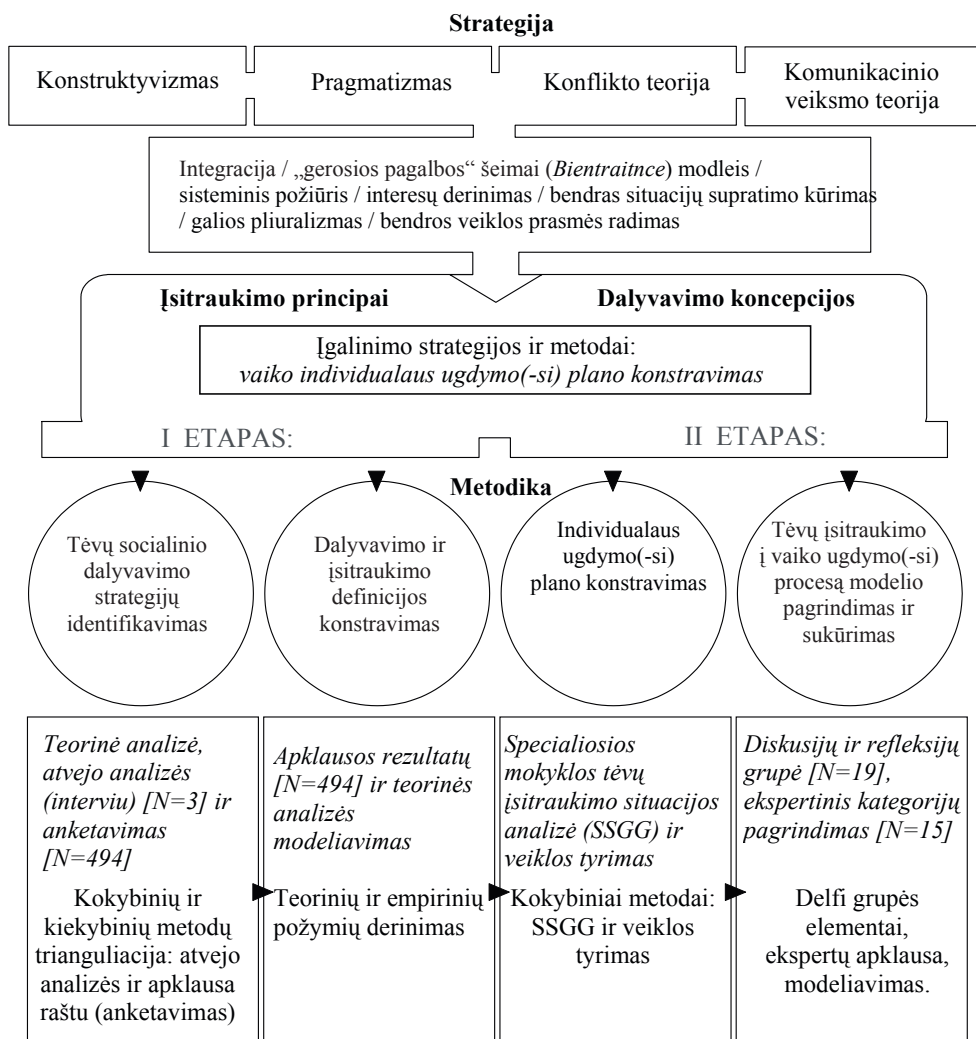 Strategija
Konstruktyvizmas
Pragmatizmas
Konflikto teorija
Komunikacinio
veiksmo teorija
Integracija / „gerosios pagalbos“ šeimai (Bientraitnce) modleis /
sisteminis požiūris / interesų derinimas / bendras situacijų supratimo kūrimas
/ galios pliuralizmas / bendros veiklos prasmės radimas
Įsitraukimo principai
Dalyvavimo koncepcijos
Įgalinimo strategijos ir metodai:
vaiko individualaus ugdymo(-si) plano konstravimas
I ETAPAS:
II ETAPAS:
Metodika
Tėvų socialinio
dalyvavimo
strategijų
identifikavimas
Dalyvavimo ir
įsitraukimo
definicijos
konstravimas
Individualaus
ugdymo(-si)
plano konstravimas
Tėvų įsitraukimo
į vaiko ugdymo(-si)
procesą modelio
pagrindimas ir
sukūrimas
Teorinė analizė,
atvejo analizės
(interviu) [N=3] ir
anketavimas
[N=494]
Kokybinių ir
kiekybinių metodų
trianguliacija: atvejo
analizės ir apklausa
raštu (anketavimas)
Apklausos rezultatų
[N=494] ir teorinės
analizės
modeliavimas
Teorinių ir empirinių
požymių derinimas
Specialiosios
mokyklos tėvų
įsitraukimo situacijos
analizė (SSGG) ir
veiklos tyrimas
Kokybiniai metodai:
SSGG ir veiklos
tyrimas
Diskusijų ir refleksijų
grupė [N=19],
ekspertinis kategorijų
pagrindimas [N=15]
Delfi grupės
elementai,
ekspertų apklausa,
modeliavimas.